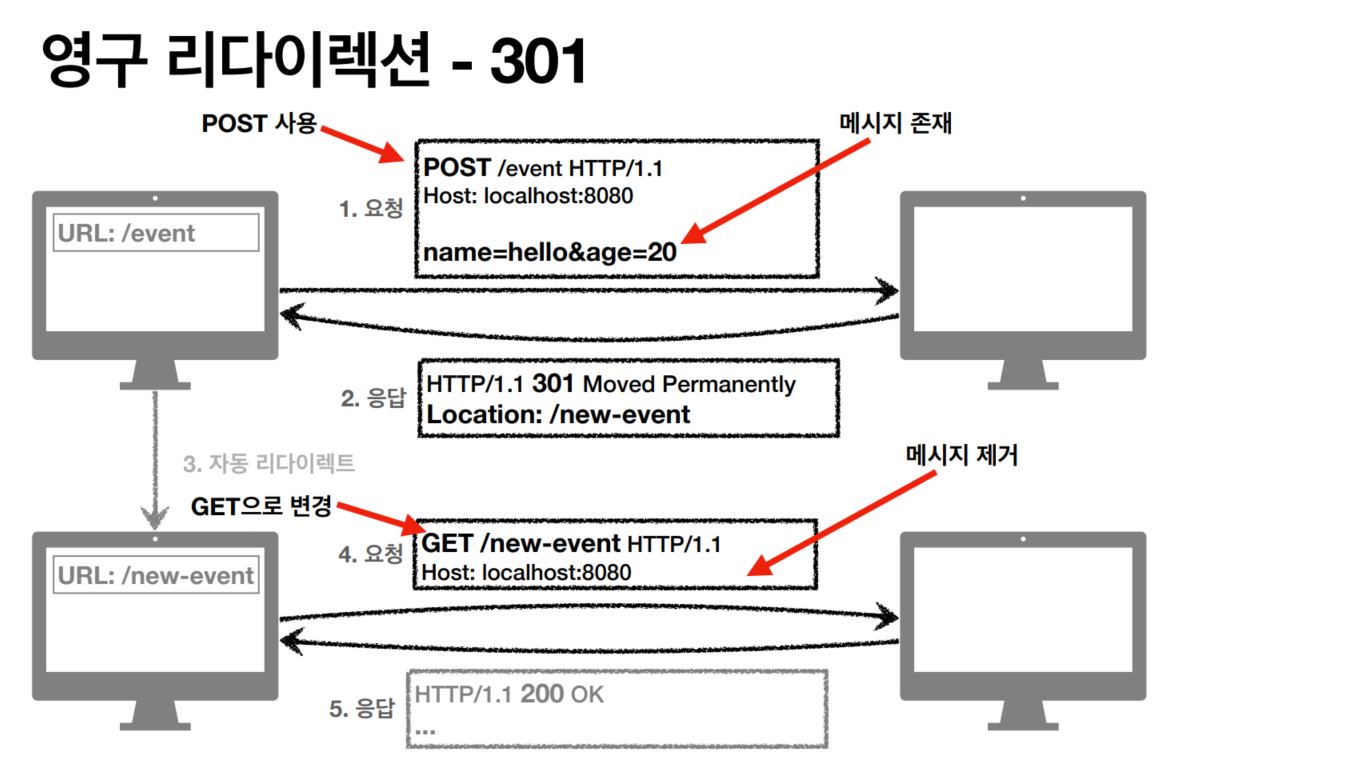 영구 리다이렉션 - 301
POST 사용
메시지 존재
1. 요청
POST /event HTTP/1.1
Host: localhost:8080
name=hello&age=20
URL: /event
2. 응답
HTTP/1.1 301 Moved Permanently
Location: /new-event
3. 자동 리다이렉트
메시지 제거
GET으로 변경
4. 요청
GET /new-event HTTP/1.1
Host: localhost:8080
URL: /new-event
5. 응답
HTTP/1.1 200 OK
...